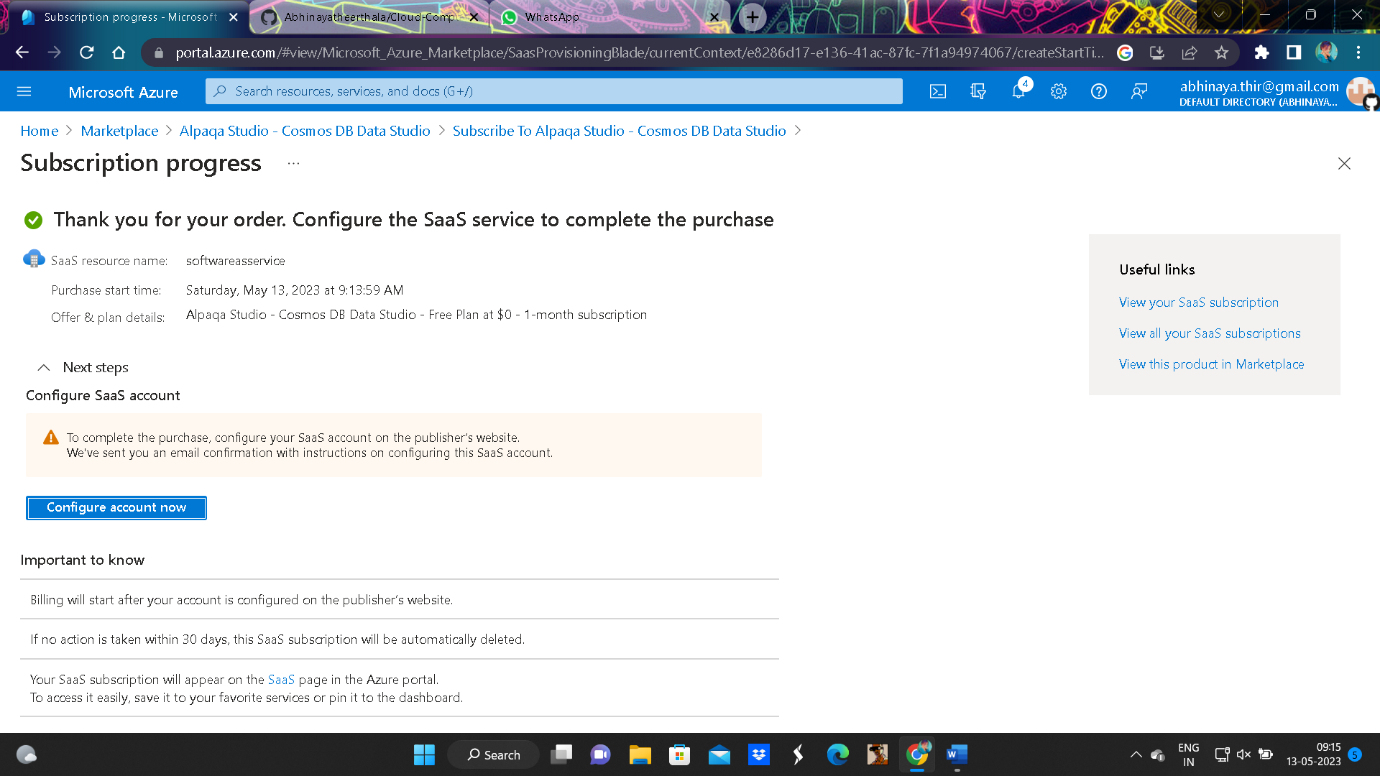 Subscription progress - Microsoft
Abhinayatheerthala/Cloud-Comp
WhatsApp
portal.azure.com/#view/Microsoft_Azure_Marketplace/SaasProvisioningBlade/currentContext/e8286d17-e136-41ac-87fc-7f1a94974067/createStartTi...
Microsoft Azure
Search resources, services, and docs (G+/)
4
abhinaya.thir@gmail.com
DEFAULT DIRECTORY (ABHINAYA...
Home > Marketplace > Alpaqa Studio - Cosmos DB Data Studio > Subscribe To Alpaqa Studio - Cosmos DB Data Studio >
Subscription progress ...
Thank you for your order. Configure the SaaS service to complete the purchase
SaaS resource name: softwareasservice
Purchase start time: Saturday, May 13, 2023 at 9:13:59 AM
Offer & plan details: Alpaqa Studio - Cosmos DB Data Studio - Free Plan at $0 - 1-month subscription
Useful links
View your SaaS subscription
View all your SaaS subscriptions
View this product in Marketplace
Next steps
Configure SaaS account
To complete the purchase, configure your SaaS account on the publisher's website.
We've sent you an email confirmation with instructions on configuring this SaaS account.
Configure account now
Important to know
Billing will start after your account is configured on the publisher's website.
If no action is taken within 30 days, this SaaS subscription will be automatically deleted.
Your SaaS subscription will appear on the SaaS page in the Azure portal.
To access it easily, save it to your favorite services or pin it to the dashboard.
Search
ENG
IN
09:15
13-05-2023
5